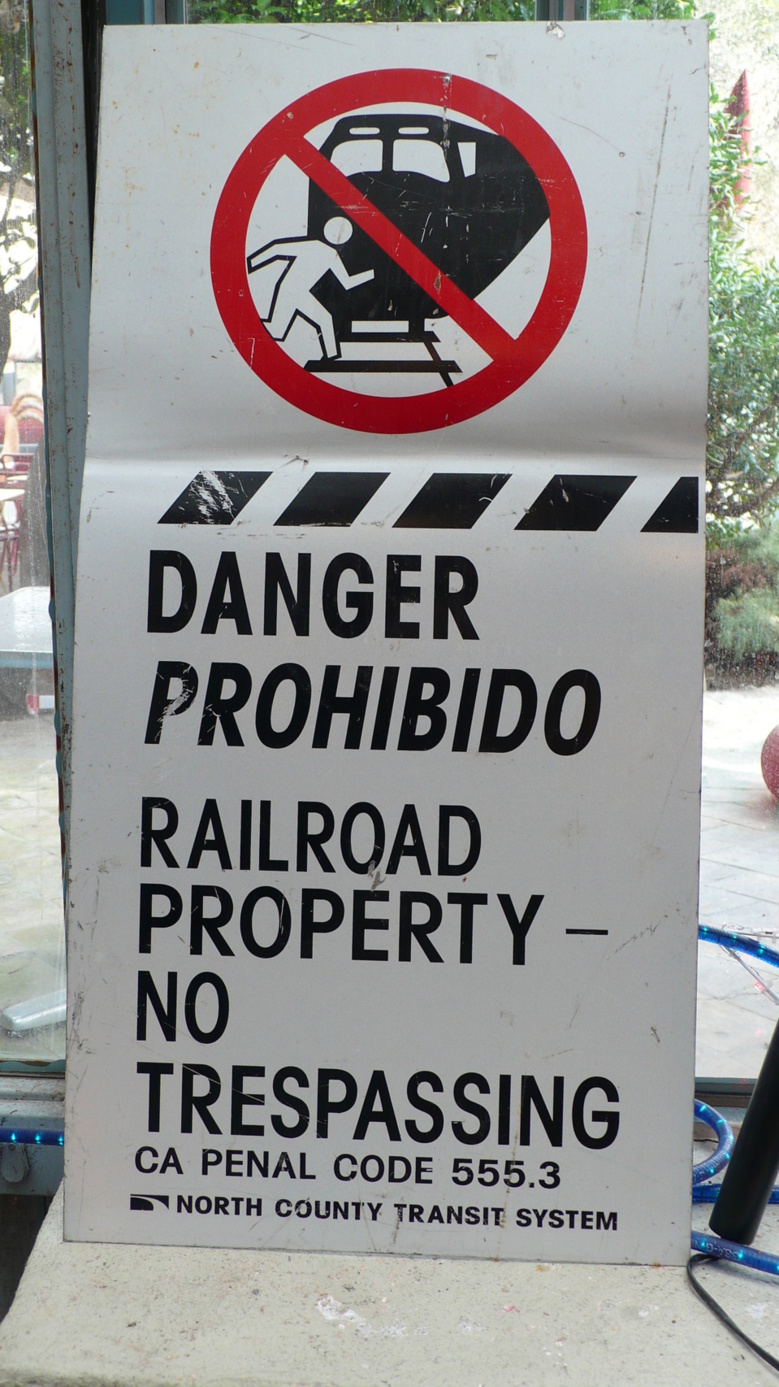 DANGER
PROHIBIDO
RAILROAD
PROPERTY –
NO
TRESPASSING
CA PENAL CODE 555.3
NORTH COUNTY TRANSIT SYSTEM